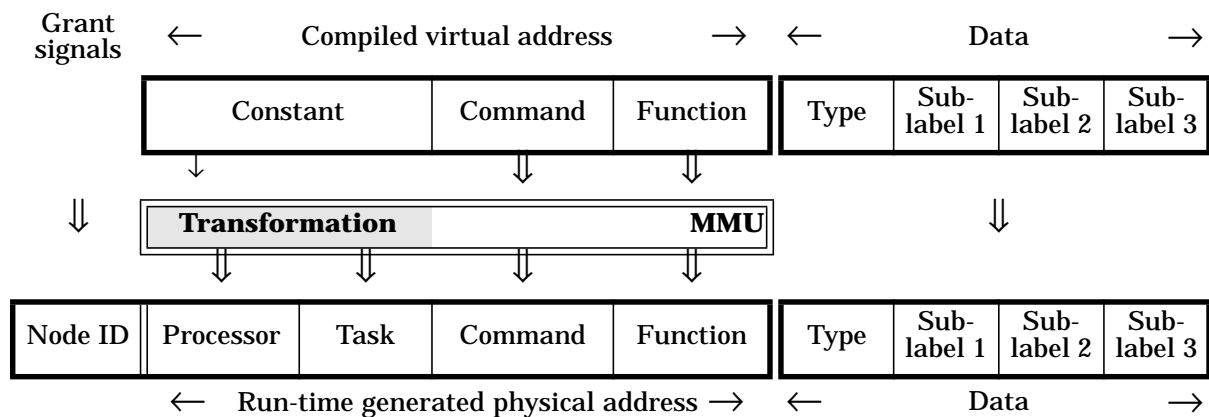 Grant signals
← Compiled virtual address →
← Data →
Constant
Command
Function
Type
Sub-
label 1
Sub-
label 2
Sub-
label 3
Transformation
MMU
Node ID
Processor
Task
Command
Function
Type
Sub-
label 1
Sub-
label 2
Sub-
label 3
← Run-time generated physical address →
← Data →